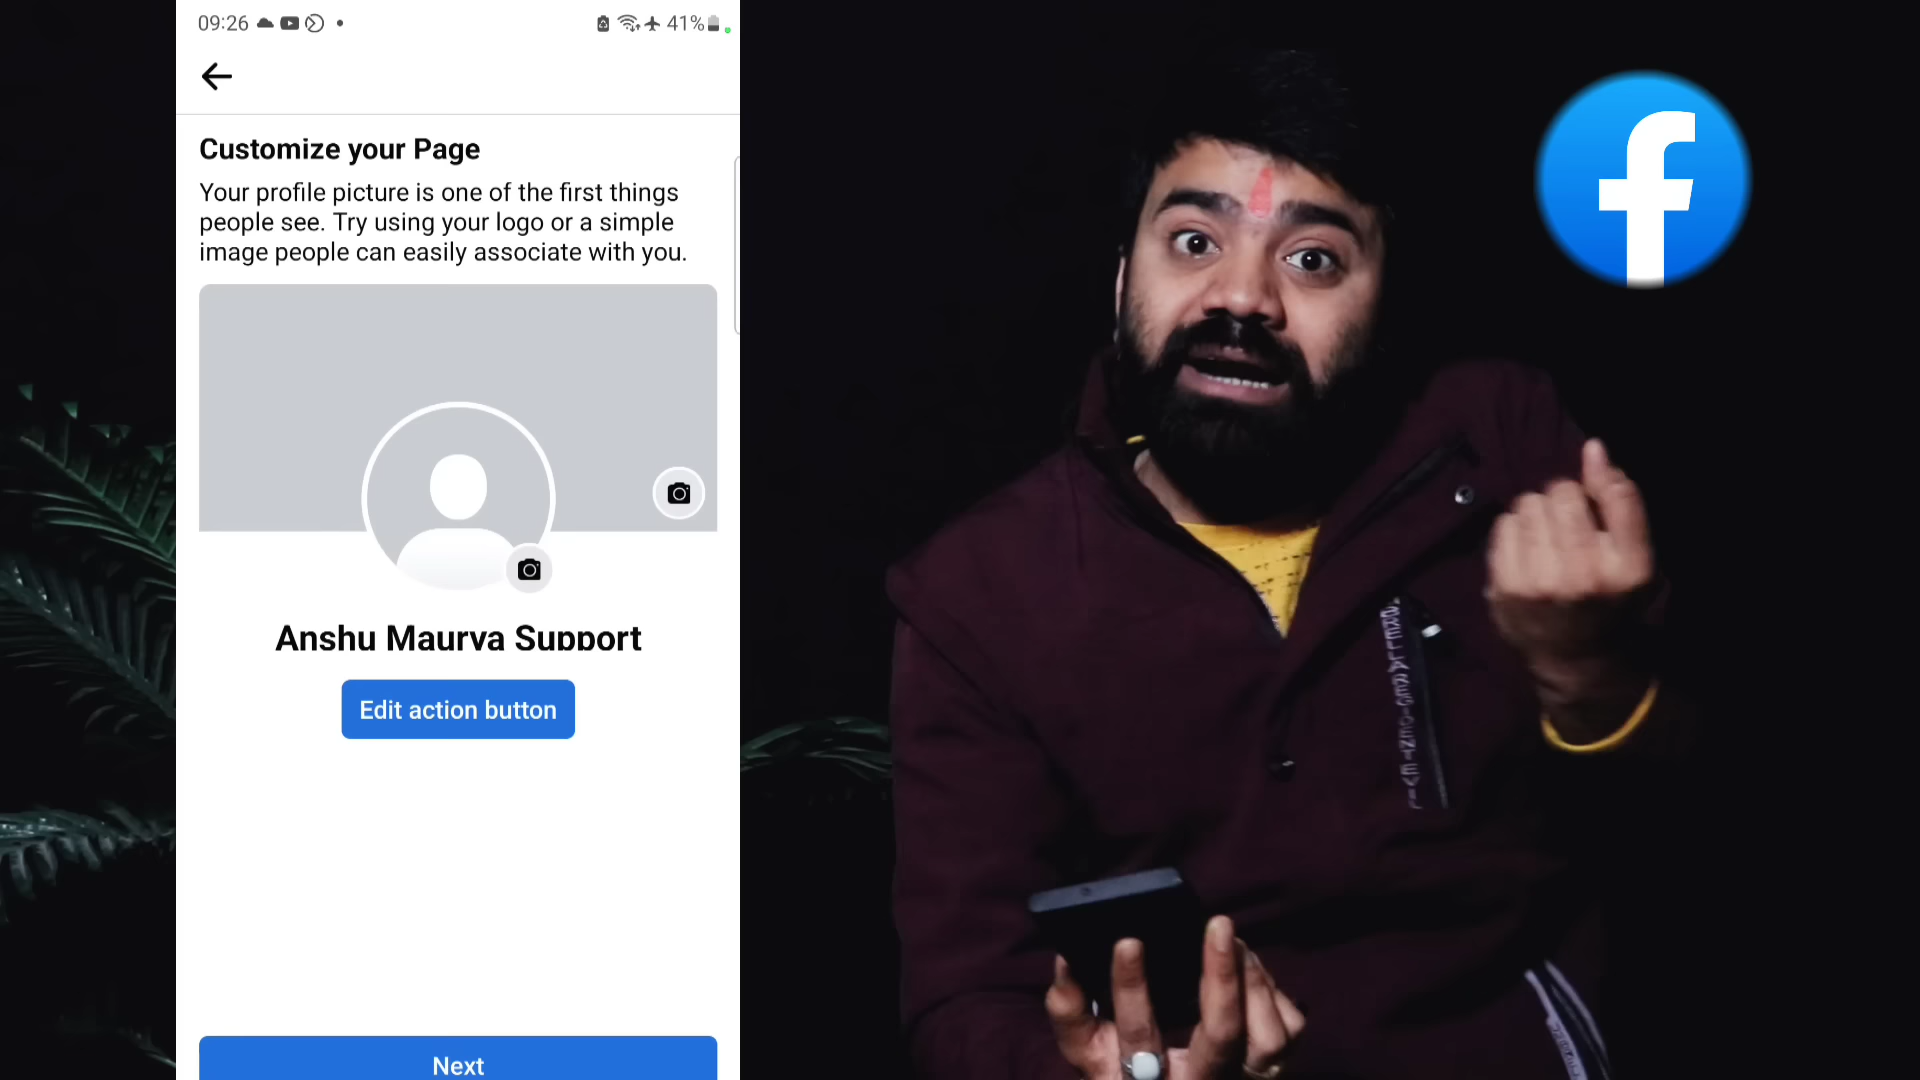 09:26
41%
Customize your Page
Your profile picture is one of the first things
people see. Try using your logo or a simple
image people can easily associate with you.
Anshu Maurya Support
Edit action button
Next